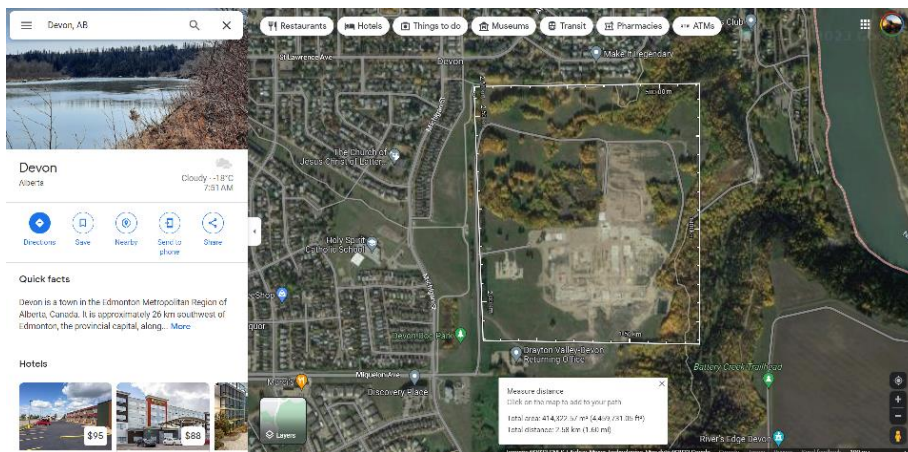 Devon, AB
Restaurants
Hotels
Things to do
Museums
Transit
Pharmacies
ATMs
St Lawrence Ave
Devon
Make it Legendary
Club
500.00 m
The Church of
Jesus Christ of Latter...
Devon
Alberta
Cloudy · -18°C
7:51 AM
Directions
Save
Nearby
Send to
phone
Share
Holy Spirit
Catholic School
Quick facts
Devon is a town in the Edmonton Metropolitan Region of
Alberta, Canada. It is approximately 26 km southwest of
Edmonton, the provincial capital, along... More
Devon Dog Park
Drayton Valley-Devon
Returning Office
Battery Creek Trailhead
Hotels
Miquelon Ave
Discovery Place
Measure distance
Click on the map to add to your path
Total area: 414,322.57 m² (4,459,731.05 ft²)
Total distance: 2.58 km (1.60 mi)
$95
$88
Layers
River's Edge Devon